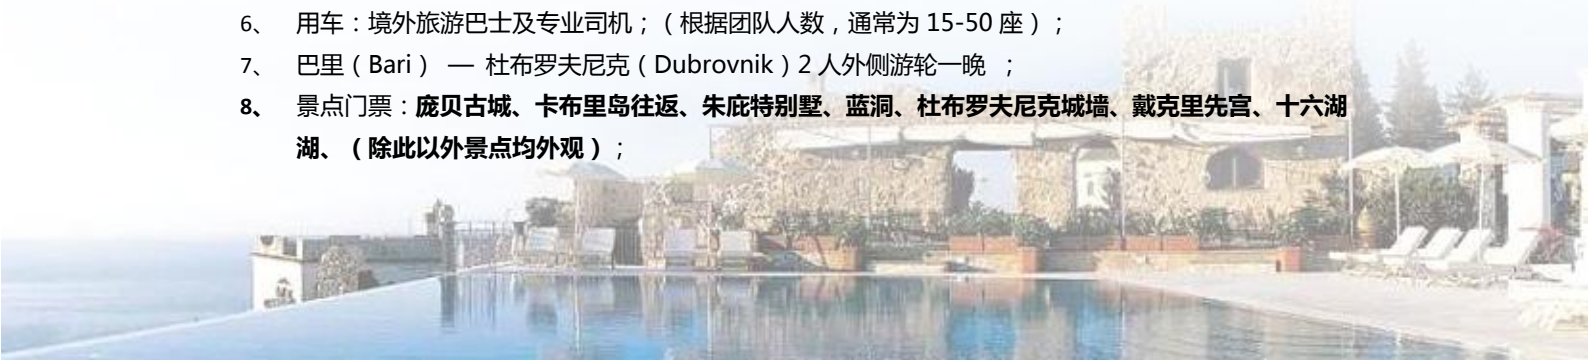 6、 用车：境外旅游巴士及专业司机；（根据团队人数，通常为 15-50 座）；
7、 巴里（Bari） — 杜布罗夫尼克（Dubrovnik）2 人外侧游轮一晚 ；
8、 景点门票：庞贝古城、卡布里岛往返、朱庇特别墅、蓝洞、杜布罗夫尼克城墙、戴克里先宫、十六湖
湖、（除此以外景点均外观）；